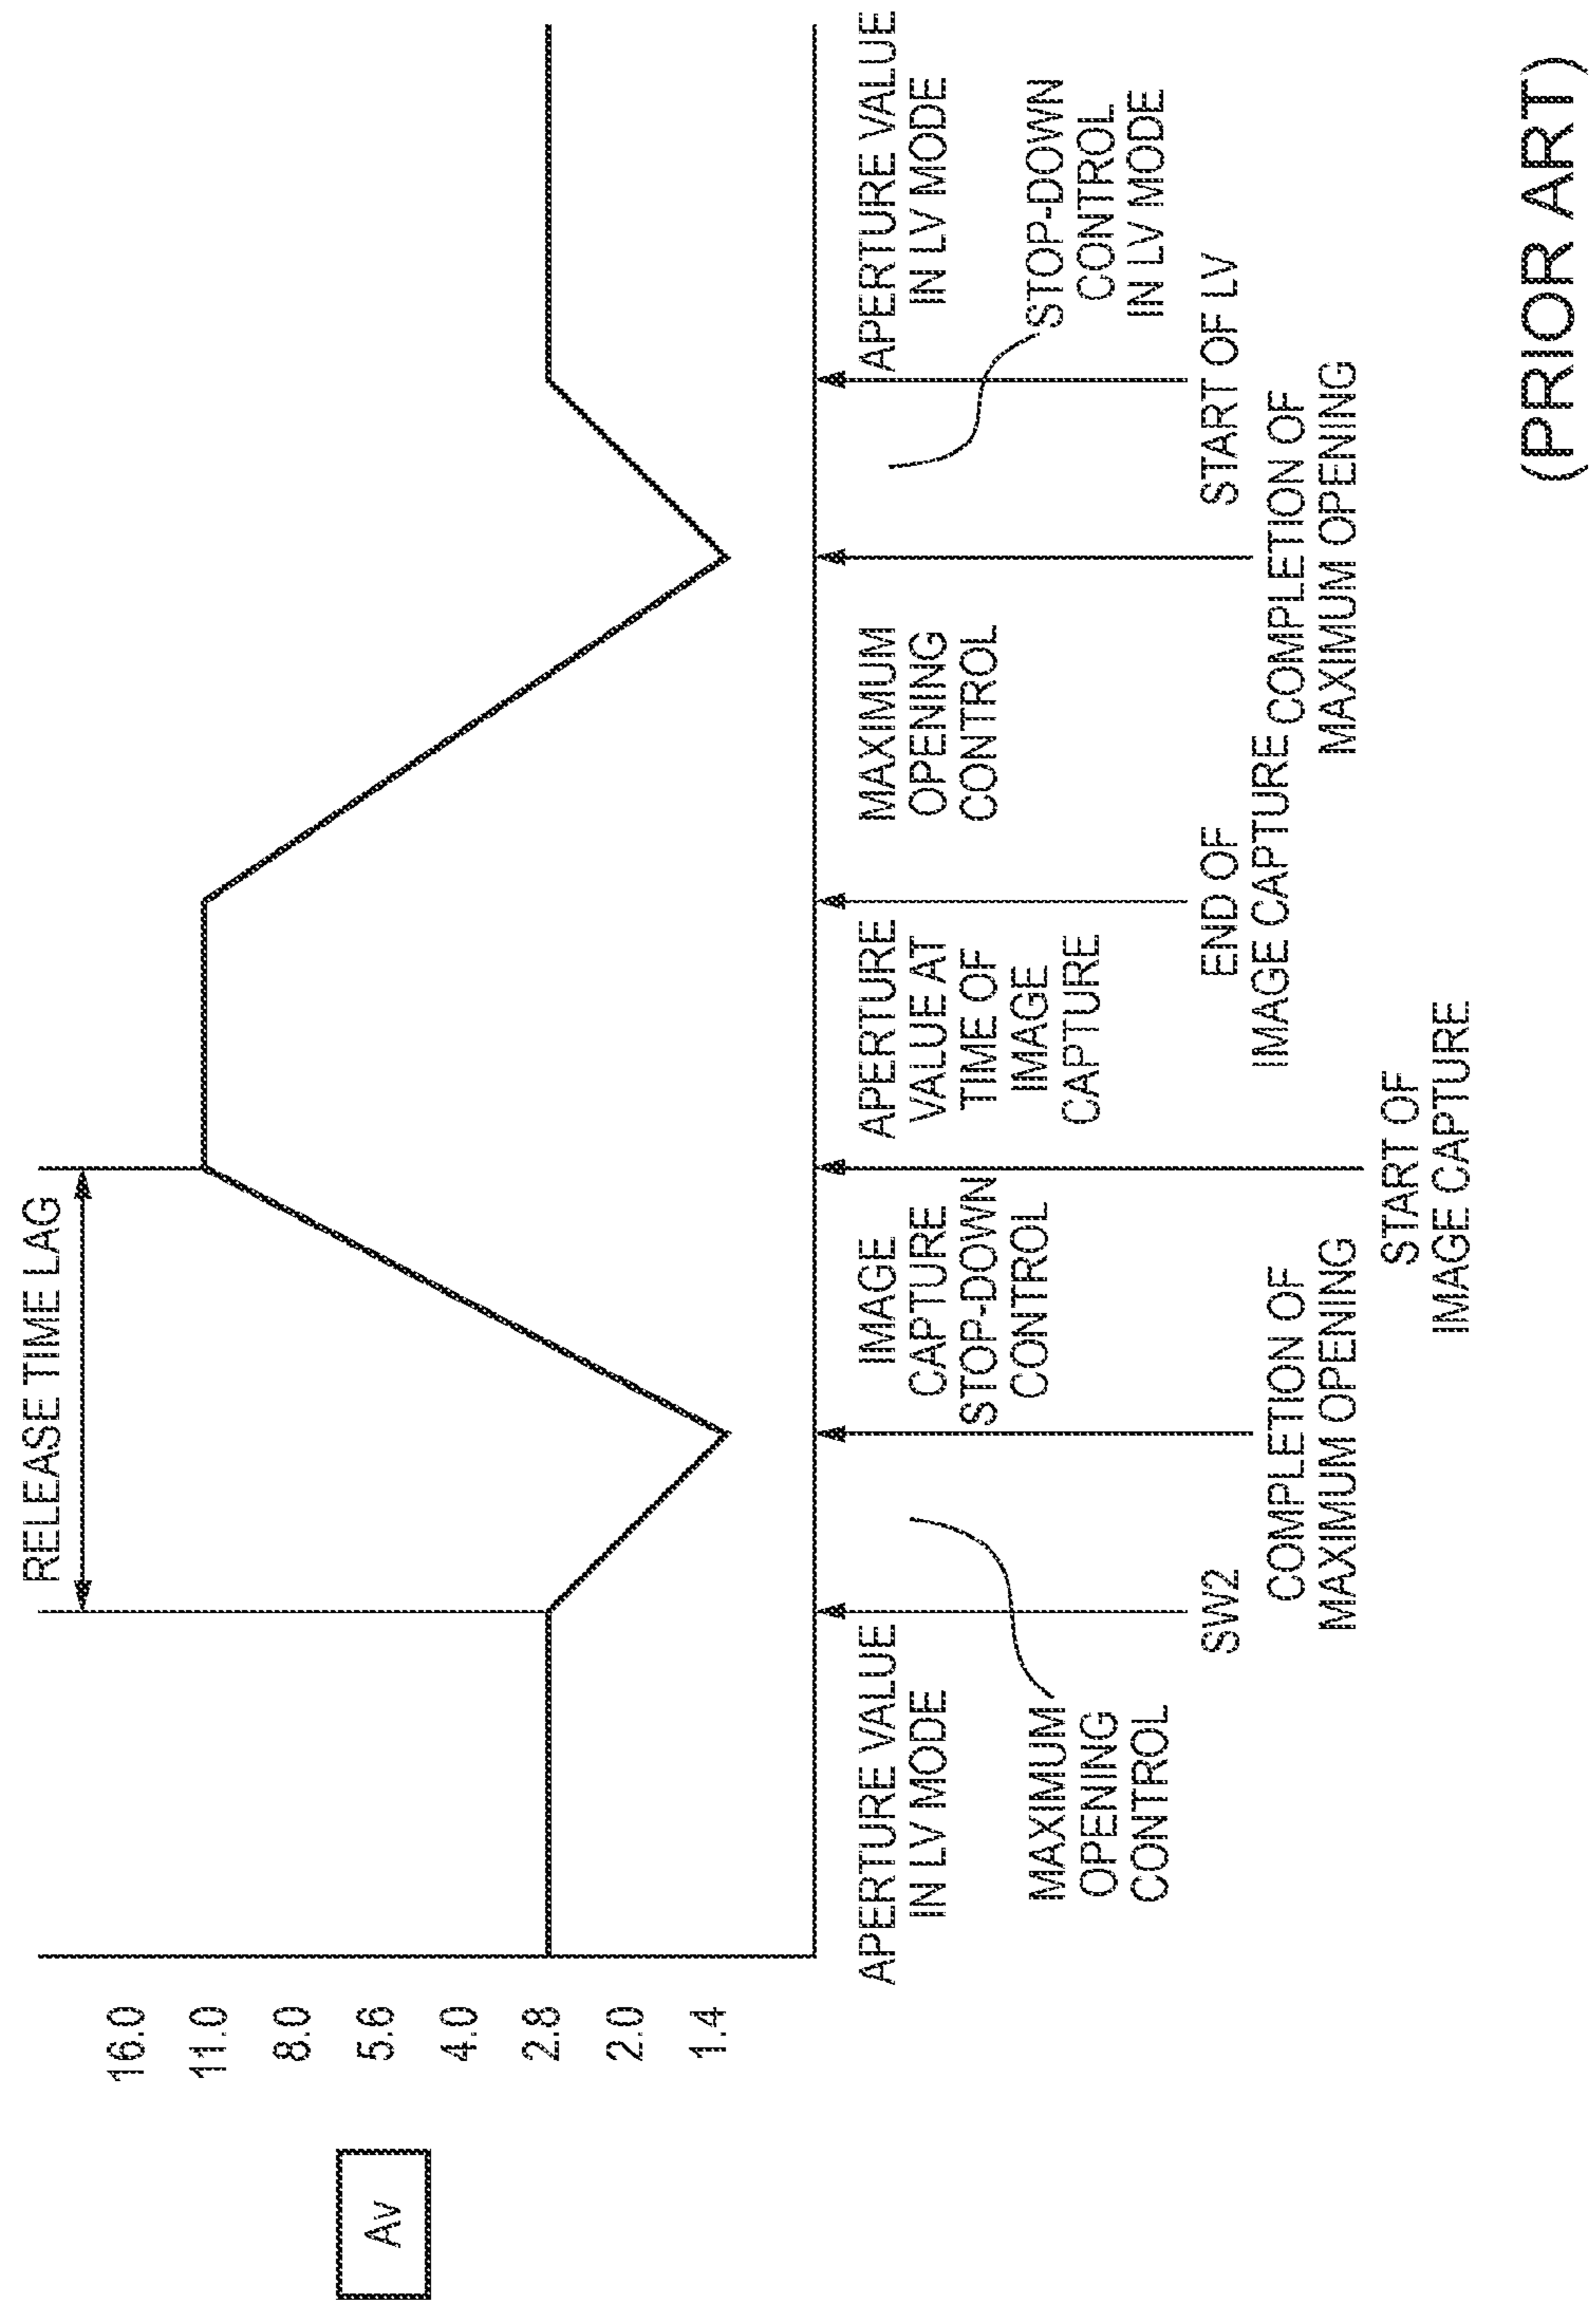 RELEASE TIME LAG
Av
16.0
11.0
8.0
5.6
4.0
2.8
2.0
1.4
APERTURE VALUE
IN LV MODE
MAXIMUM
OPENING
CONTROL
SW2
COMPLETION OF
MAXIMUM OPENING
IMAGE
CAPTURE
STOP-DOWN
CONTROL
START OF
IMAGE CAPTURE
APERTURE
VALUE AT
TIME OF
IMAGE
CAPTURE
END OF
IMAGE CAPTURE
MAXIMUM
OPENING
CONTROL
COMPLETION OF
MAXIMUM OPENING
START OF LV
STOP-DOWN
CONTROL
IN LV MODE
APERTURE VALUE
IN LV MODE
(PRIOR ART)